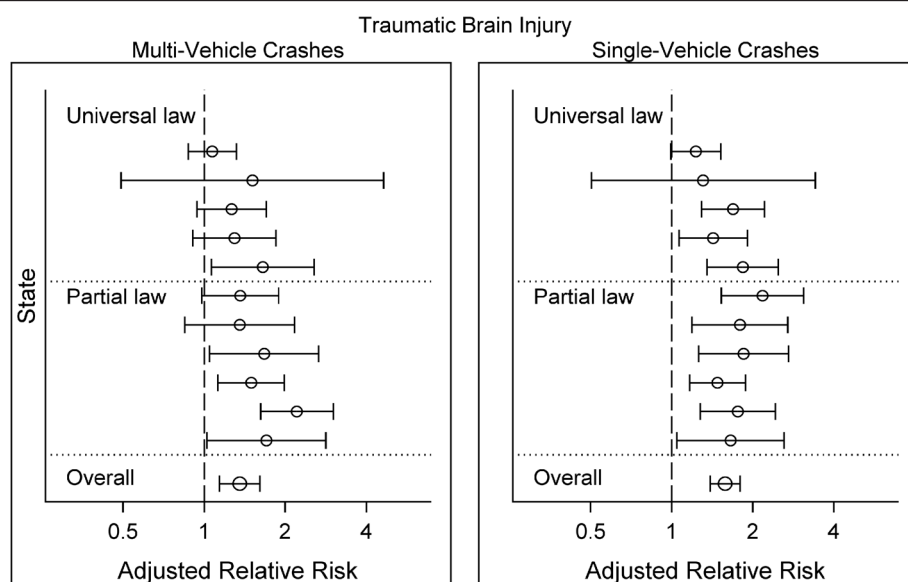 Traumatic Brain Injury
Multi-Vehicle Crashes
Universal law
Partial law
Overall
State
0.5 1 2 4
Adjusted Relative Risk
Single-Vehicle Crashes
Universal law
Partial law
Overall
0.5 1 2 4
Adjusted Relative Risk